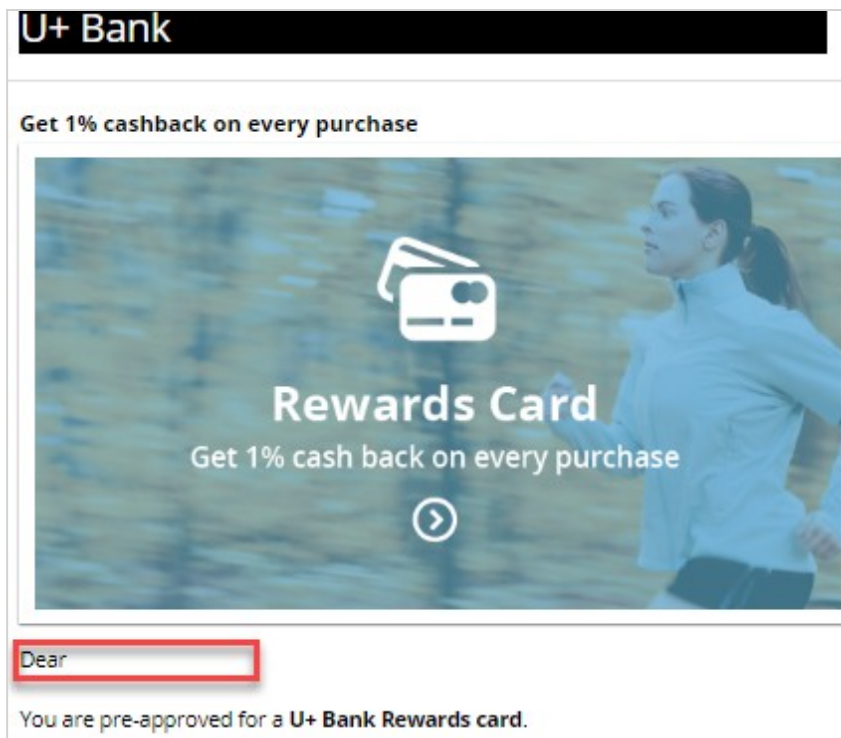 U+ Bank
Get 1% cashback on every purchase
Rewards Card
Get 1% cash back on every purchase
Dear
You are pre-approved for a U+ Bank Rewards card.